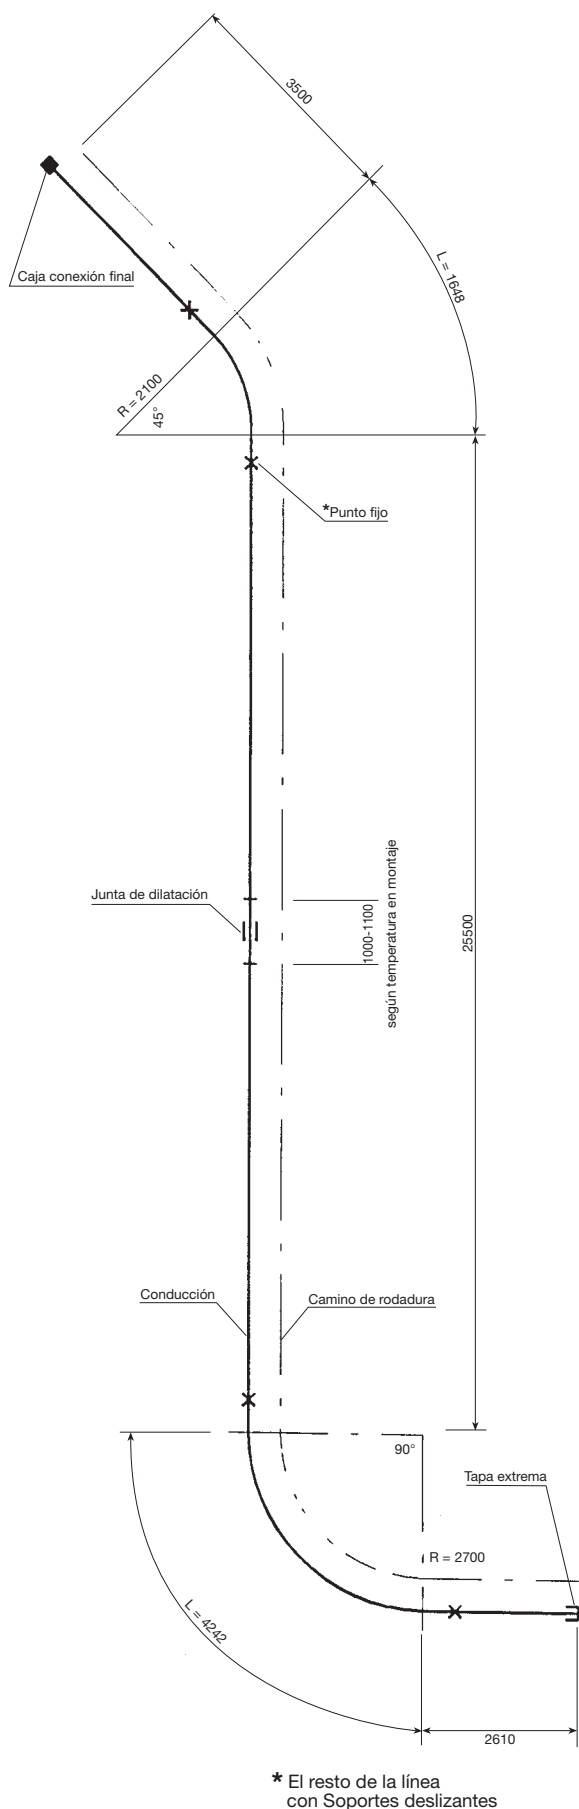 3500
Caja conexión final
L = 1648
R = 2100
45°
*Punto fijo
Junta de dilatación
1000-1100
según temperatura en montaje
25500
Conducción
Camino de rodadura
90°
Tapa extrema
R = 2700
L = 4242
2610
* El resto de la línea
con Soportes deslizantes